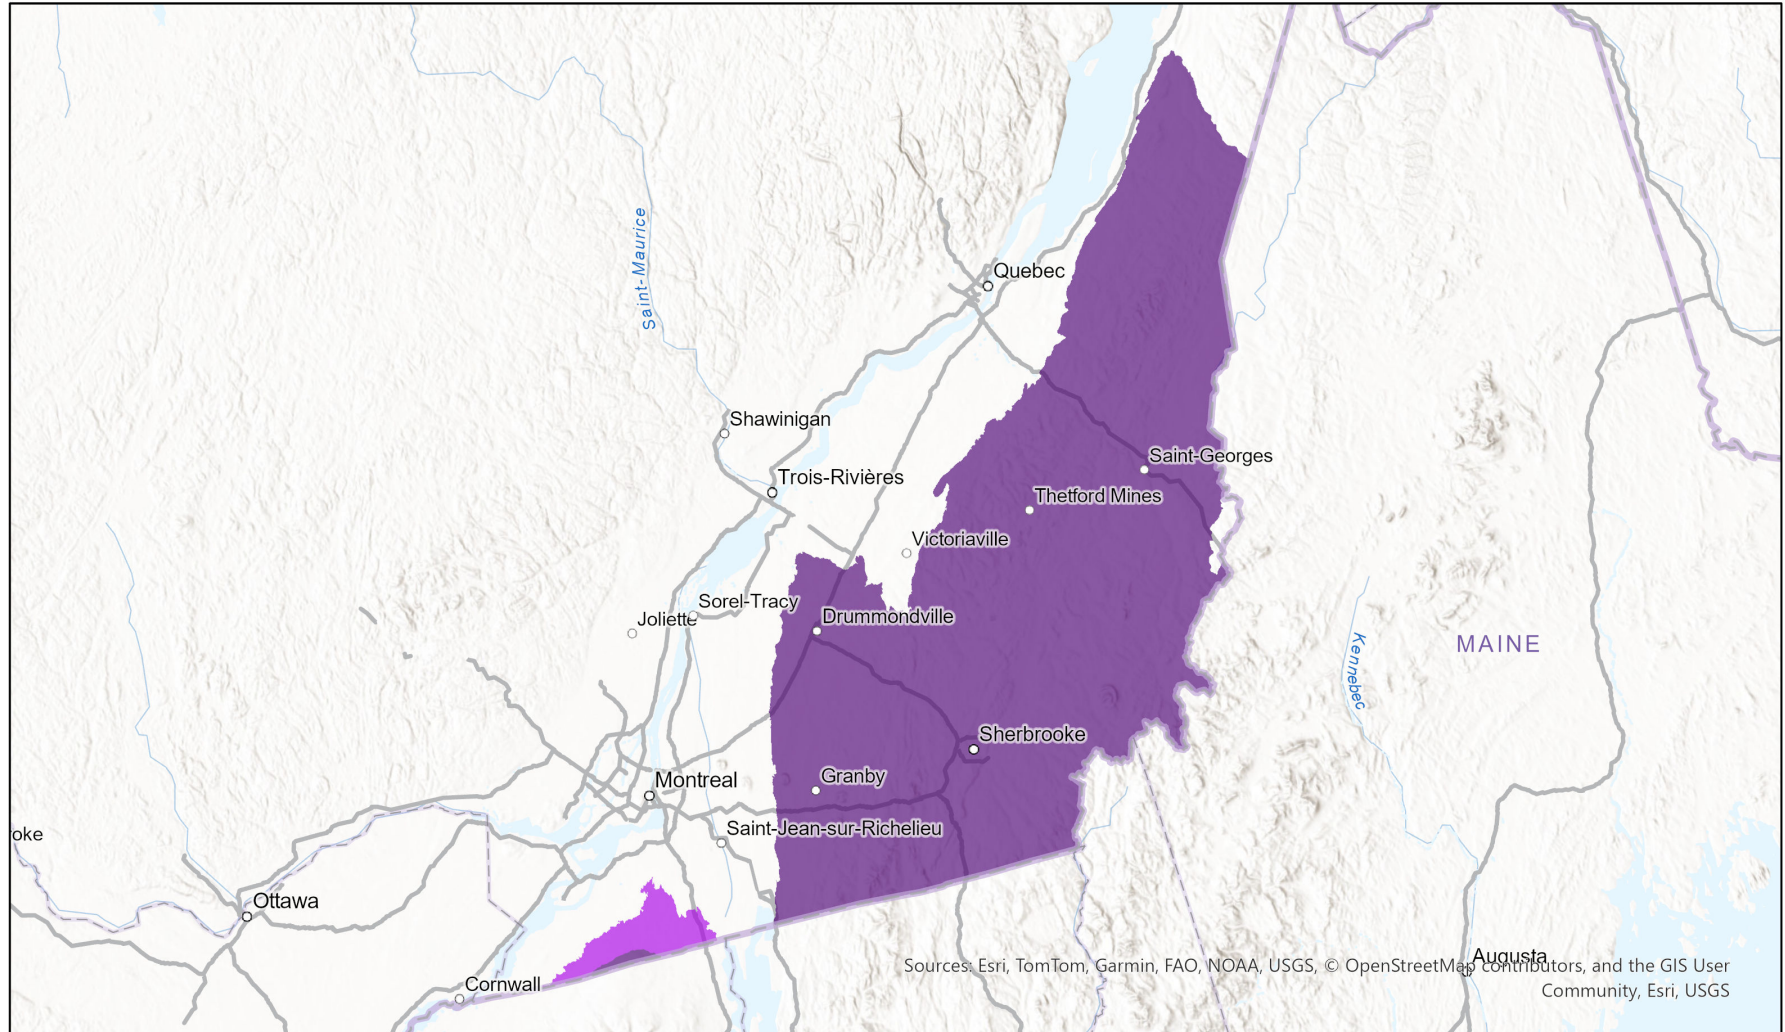 Quebec
Saint-Maurice
Shawinigan
Saint-Georges
Trois-Rivières
Thetford Mines
Victoriaville
Sorel-Tracy
Joliette
Drummondville
MAINE
Kennebec
Sherbrooke
Granby
Montreal
Saint-Jean-sur-Richelieu
roke
Ottawa
Augusta
Cornwall
Sources: Esri, TomTom, Garmin, FAO, NOAA, USGS, © OpenStreetMap contributors, and the GIS User
Community, Esri, USGS